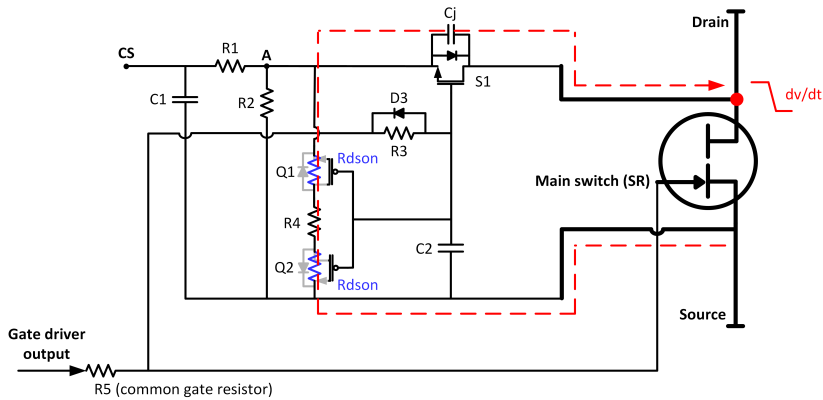 Cj
Drain
CS
R1
A
S1
dv/dt
C1
R2
D3
R3
Rdson
Q1
Main switch (SR)
R4
C2
Q2
Rdson
Source
Gate driver
output
R5 (common gate resistor)